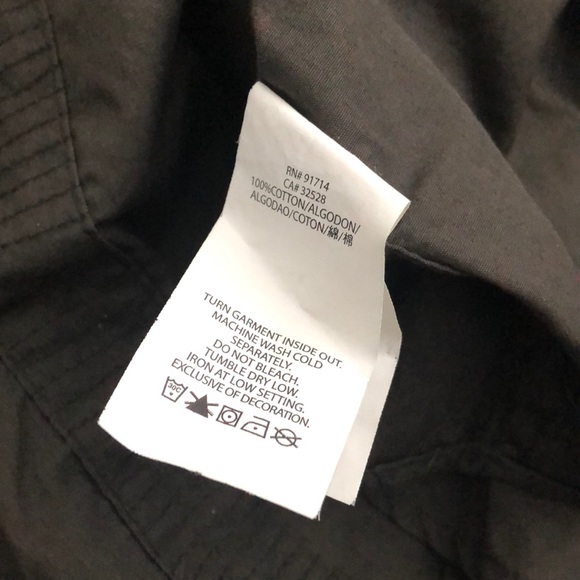 RN# 91714
CA# 32528
100%COTTON/ALGODON/
ALGODAO/COTON/綿/棉
TURN GARMENT INSIDE OUT.
MACHINE WASH COLD
SEPARATELY.
DO NOT BLEACH.
TUMBLE DRY LOW.
IRON AT LOW SETTING.
EXCLUSIVE OF DECORATION.
30C